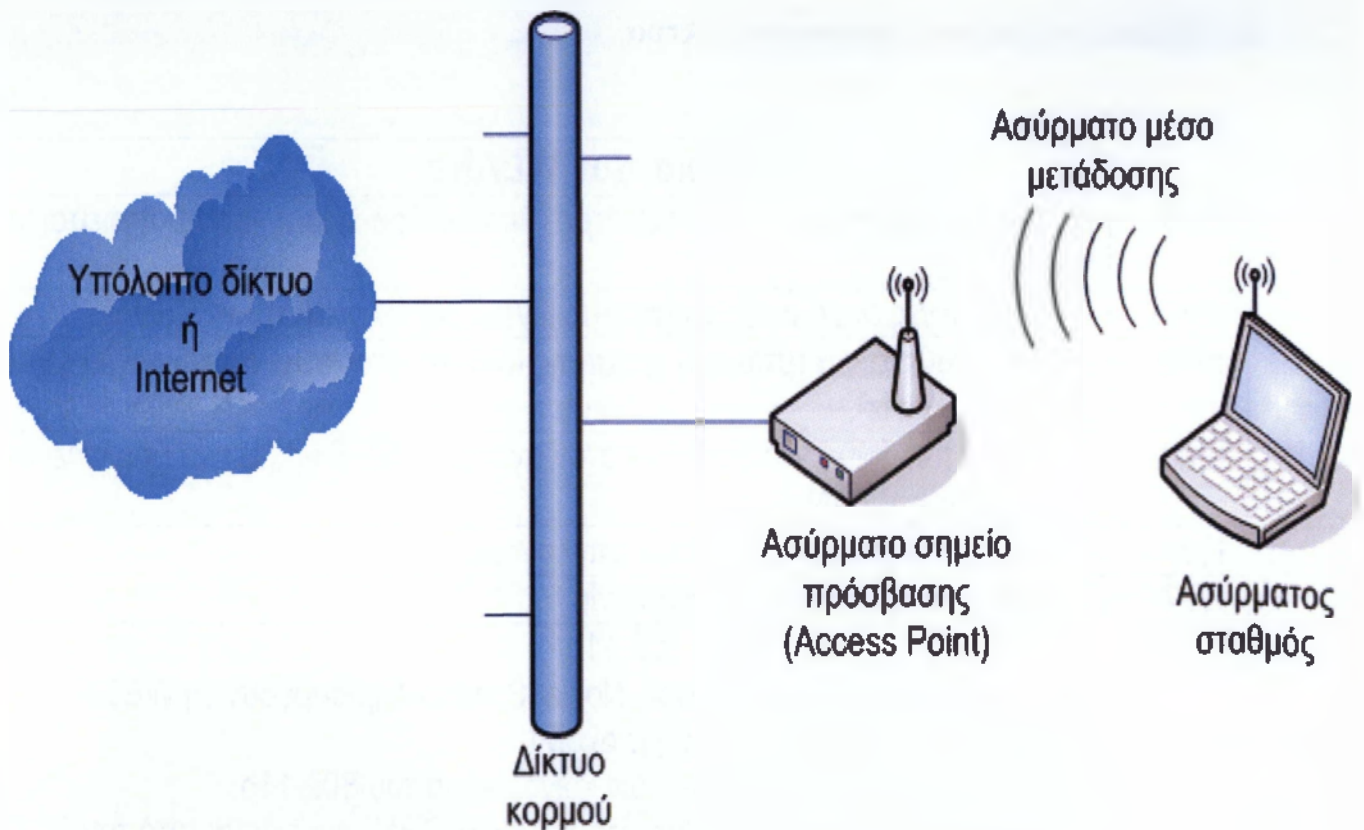 Υπόλοιπο δίκτυο
ή
Internet
Ασύρματο μέσο
μετάδοσης
Ασύρματο σημείο
πρόσβασης
(Access Point)
Ασύρματος
σταθμός
Δίκτυο
κορμού